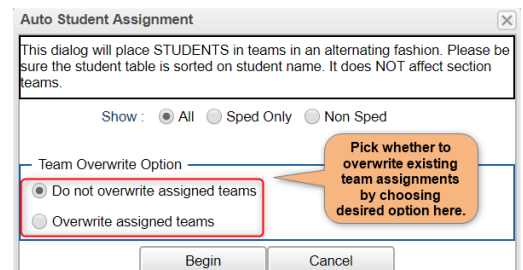 Auto Student Assignment
This dialog will place STUDENTS in teams in an alternating fashion. Please be
sure the student table is sorted on student name. It does NOT affect section
teams.
Show : All Sped Only Non Sped
Pick whether to
overwrite existing
team assignments
by choosing
desired option here.
Team Overwrite Option
Do not overwrite assigned teams
Overwrite assigned teams
Begin Cancel